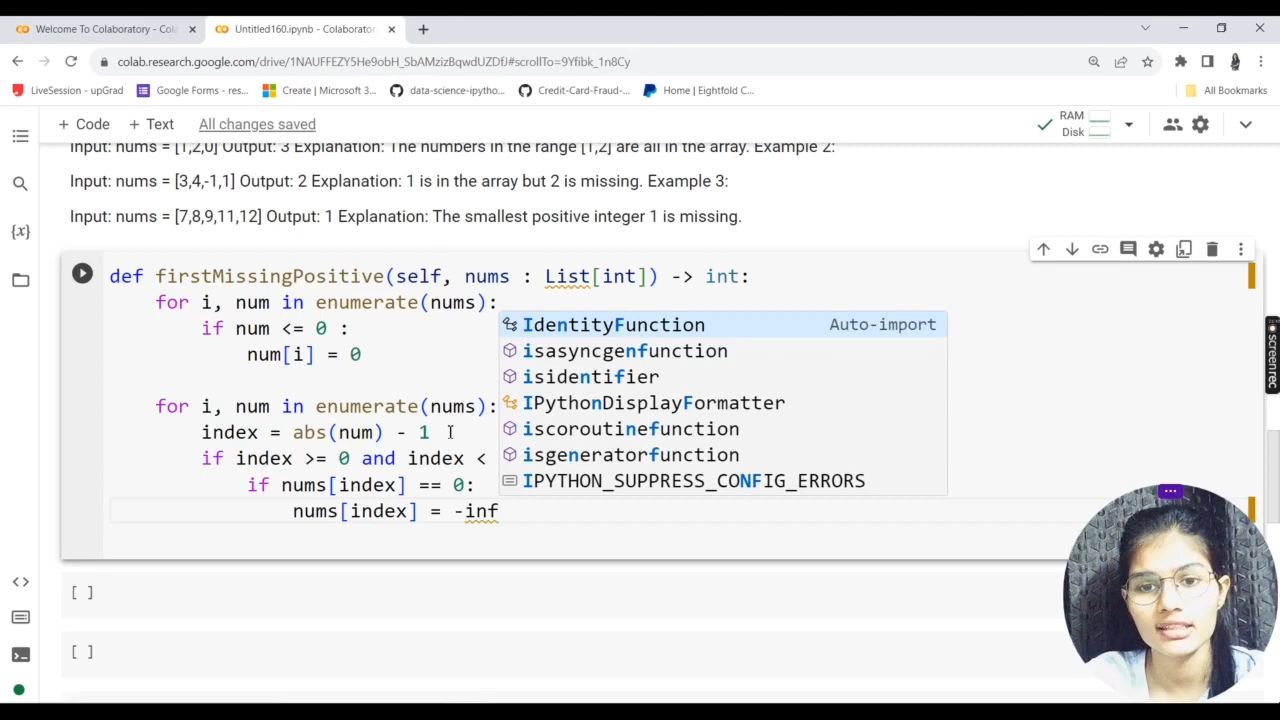 Welcome To Colaboratory - Col
Untitled160.ipynb - Colaborator
colab.research.google.com/drive/1NAUFFEZY5He9obH_SbAMzizBqwdUZDfJ#scrollTo=9Yfibk_1n8Cy
LiveSession - upGrad
Google Forms - res...
Create | Microsoft 3...
data-science-ipytho...
Credit-Card-Fraud-...
Home | Eightfold C...
All Bookmarks
+ Code + Text All changes saved
RAM
Disk
Input: nums = [1,2,0] Output: 3 Explanation: The numbers in the range [1,2] are all in the array. Example 2:
Input: nums = [3,4,-1,1] Output: 2 Explanation: 1 is in the array but 2 is missing. Example 3:
Input: nums = [7,8,9,11,12] Output: 1 Explanation: The smallest positive integer 1 is missing.
def firstMissingPositive(self, nums : List[int]) -> int:
for i, num in enumerate(nums):
if num <= 0 :
num[i] = 0
for i, num in enumerate(nums):
index = abs(num) - 1
if index >= 0 and index <
if nums[index] == 0:
nums[index] = -inf
IdentityFunction Auto-import
isasyncgenfunction
isidentifier
IPythonDisplayFormatter
iscoroutinefunction
isgeneratorfunction
IPYTHON_SUPPRESS_CONFIG_ERRORS
{x}
[ ]
[ ]
screenrec